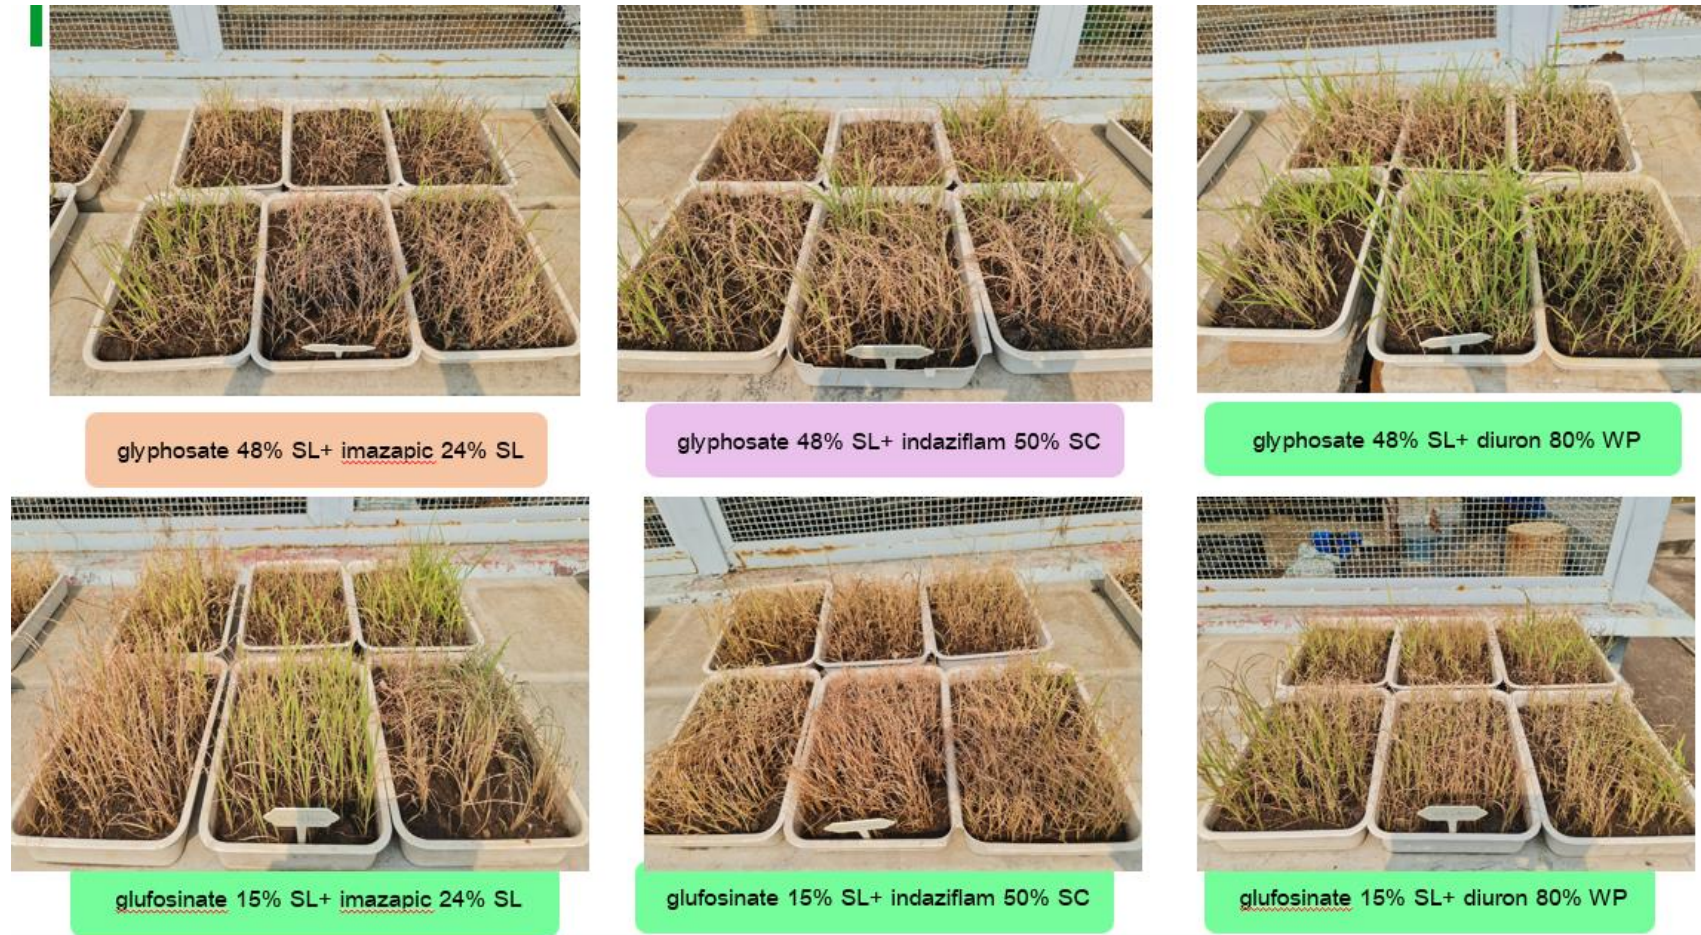 glyphosate 48% SL+ imazapic 24% SL
glyphosate 48% SL+ indaziflam 50% SC
glyphosate 48% SL+ diuron 80% WP
glufosinate 15% SL+ imazapic 24% SL
glufosinate 15% SL+ indaziflam 50% SC
glufosinate 15% SL+ diuron 80% WP